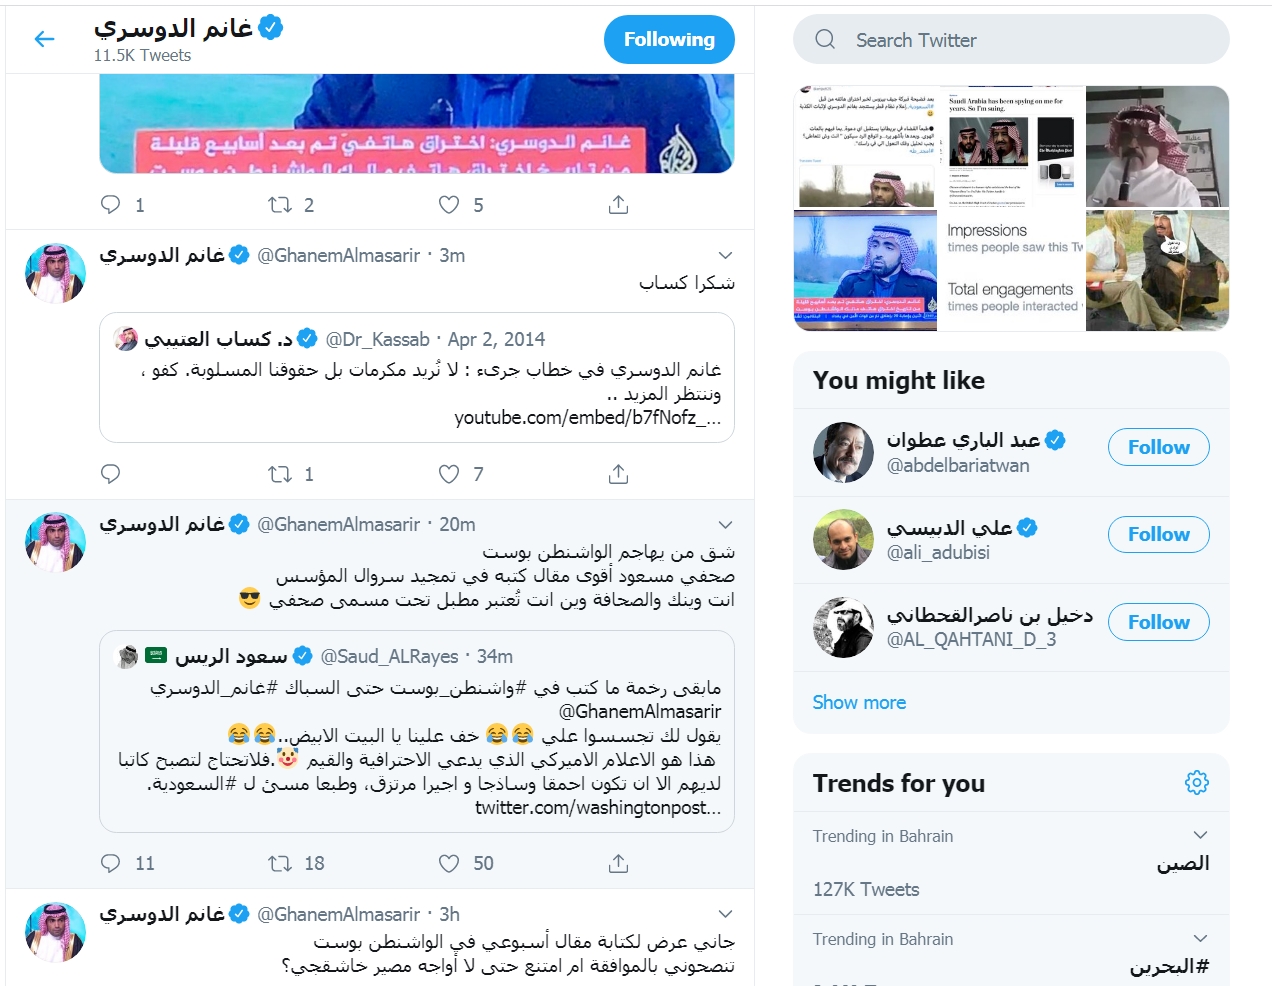 غانم الدوسري
11.5K Tweets
Following
غانم الدوسري: اختراق هاتفيّ تم بعد أسابيع قليلة
1
2
5
غانم الدوسري @GhanemAlmasarir · 3m
شكرا كساب
د. كساب العتيبي @Dr_Kassab · Apr 2, 2014
غانم الدوسري في خطاب جرىء : لا نُريد مكرمات بل حقوقنا المسلوبة. كفو ،
وننتظر المزيد ..
youtube.com/embed/b7fNofz_...
1
7
غانم الدوسري @GhanemAlmasarir · 20m
شق من يهاجم الواشنطن بوست
صحفي مسعود أقوى مقال كتبه في تمجيد سروال المؤسس
انت وينك والصحافة وين انت تُعتبر مطبل تحت مسمى صحفي 😎
سعود الريس @Saud_ALRayes · 34m
مابقى رخمة ما كتب في #واشنطن_بوست حتى السباك #غانم_الدوسري
@GhanemAlmasarir
يقول لك تجسسوا علي 😂😂 خف علينا يا البيت الابيض..😂😂
هذا هو الاعلام الاميركي الذي يدعي الاحترافية والقيم 🤡.فلاتحتاج لتصبح كاتبا
لديهم الا ان تكون احمقا وساذجا و اجيرا مرتزق، وطبعا مسئ ل #السعودية.
twitter.com/washingtonpost...
11
18
50
غانم الدوسري @GhanemAlmasarir · 3h
جاني عرض لكتابة مقال أسبوعي في الواشنطن بوست
تنصحوني بالموافقة ام امتنع حتى لا أواجه مصير خاشقجي؟
Search Twitter
Saudi Arabia has been spying on me for
years. So I'm suing.
Impressions
times people saw this Tw
Total engagements
times people interacted
You might like
عبد الباري عطوان
@abdelbariatwan
Follow
علي الدبيسي
@ali_adubisi
Follow
دخيل بن ناصرالقحطاني
@AL_QAHTANI_D_3
Follow
Show more
Trends for you
Trending in Bahrain
الصين
127K Tweets
Trending in Bahrain
#البحرين